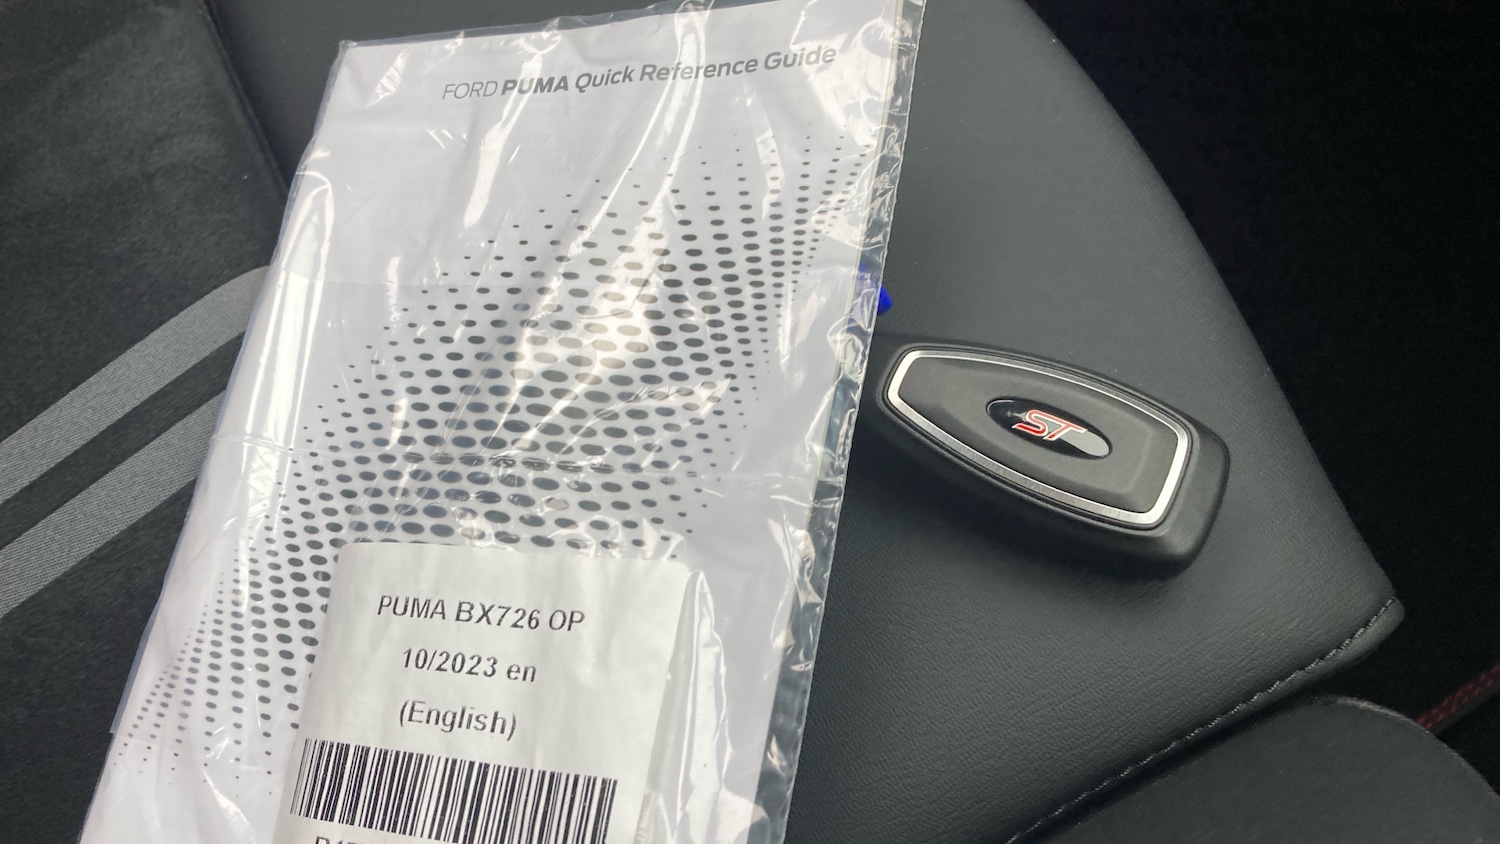 FORD PUMA Quick Reference Guide
ST
PUMA BX726 OP
10/2023 en
(English)